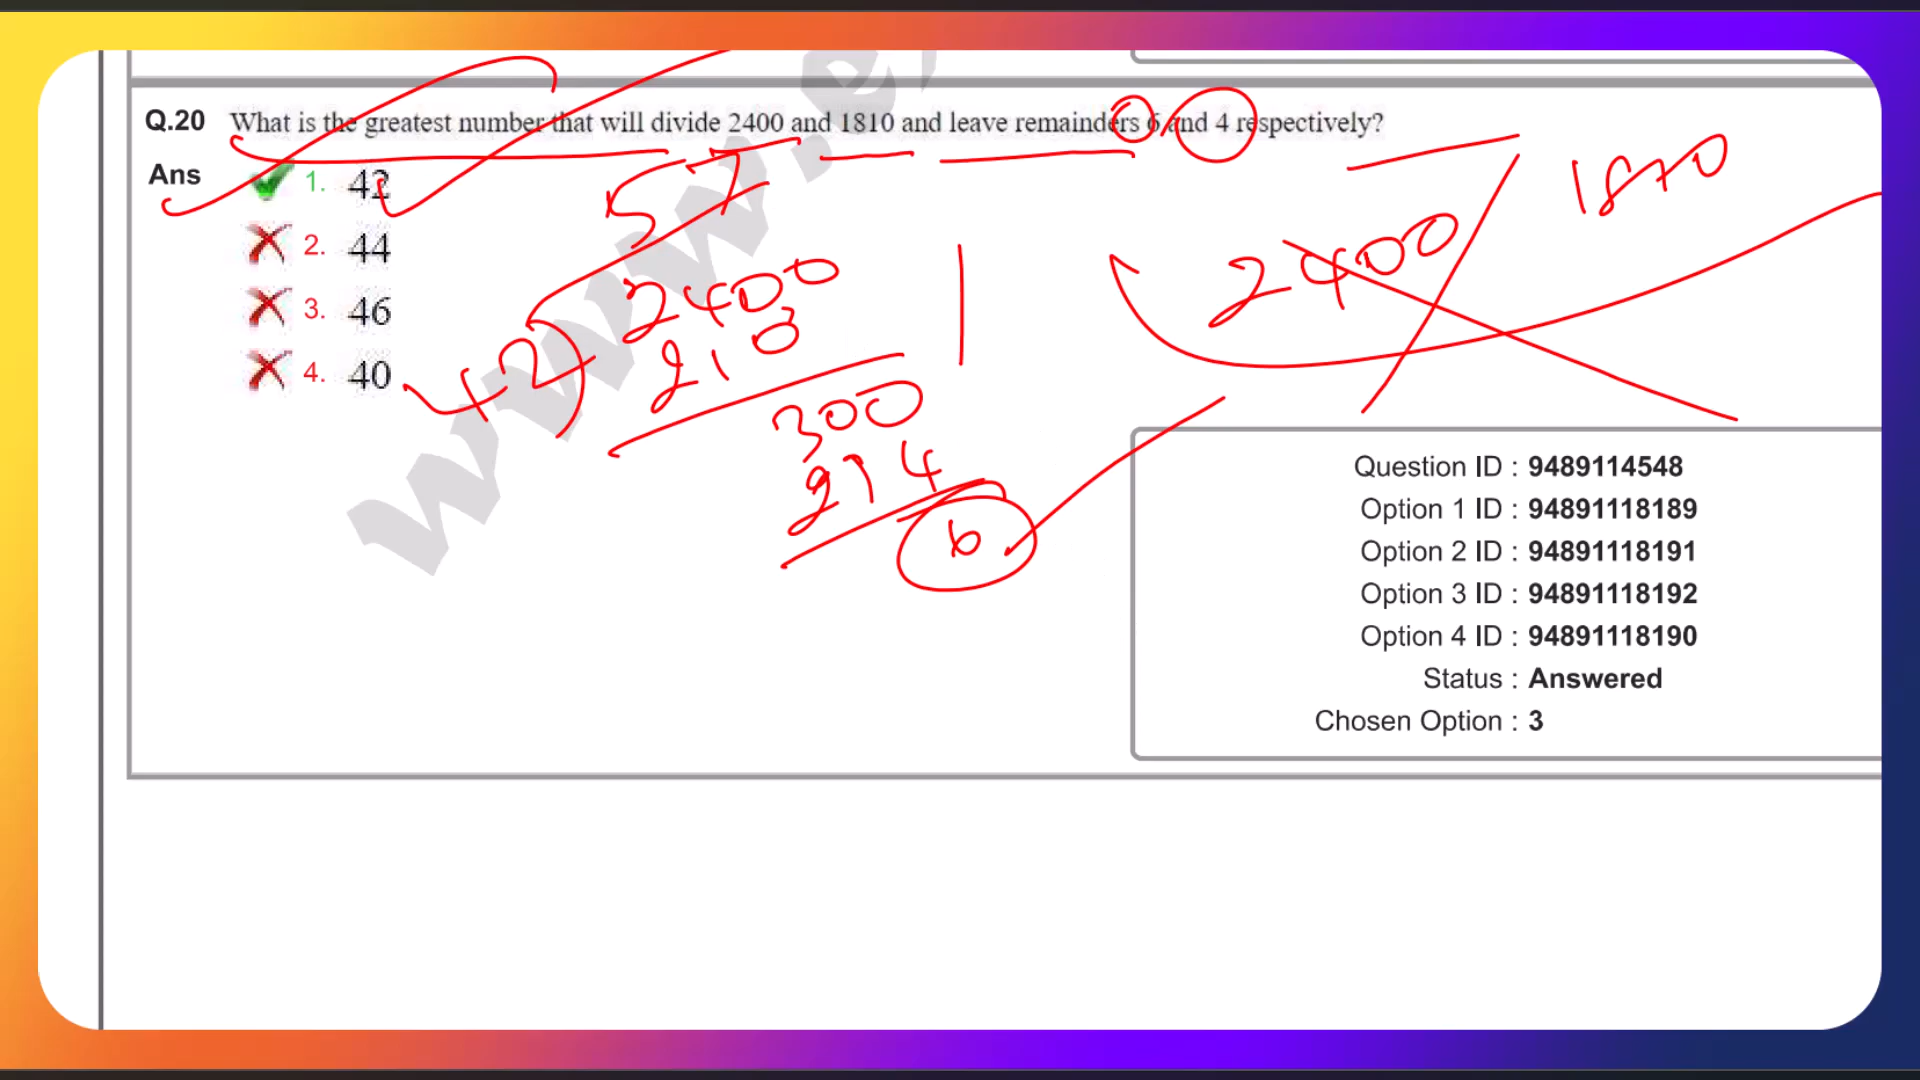 Q.20 What is the greatest number that will divide 2400 and 1810 and leave remainders 6 and 4 respectively?
Ans 1. 42
2. 44
3. 46
4. 40
57
42) 2400
210
300
294
6
2400
1870
www.e
Question ID : 9489114548
Option 1 ID : 94891118189
Option 2 ID : 94891118191
Option 3 ID : 94891118192
Option 4 ID : 94891118190
Status : Answered
Chosen Option : 3